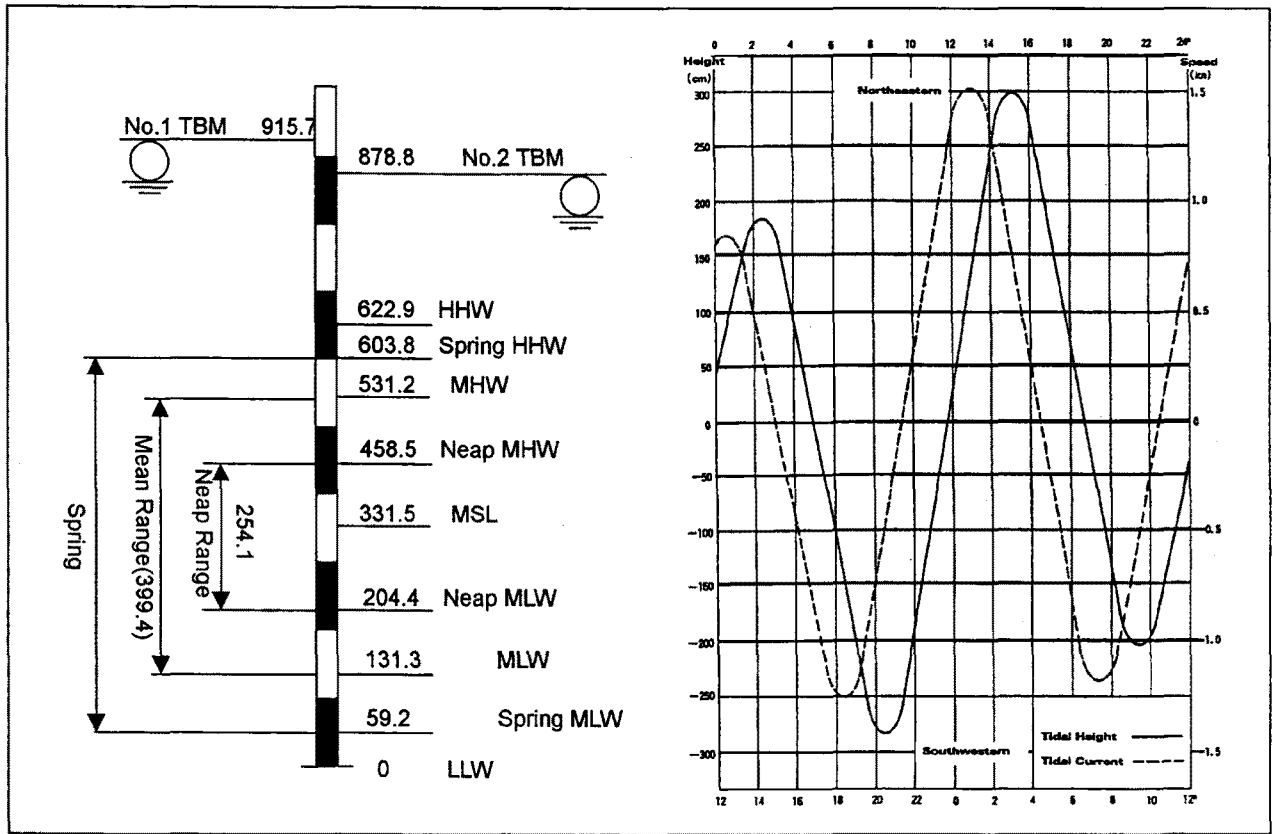 No.1 TBM 915.7
878.8 No.2 TBM
622.9 HHW
603.8 Spring HHW
531.2 MHW
458.5 Neap MHW
331.5 MSL
204.4 Neap MLW
131.3 MLW
59.2 Spring MLW
0 LLW
Spring
Mean Range(399.4)
Neap Range
254.1
0 2 4 6 8 10 12 14 16 18 20 22 24h
Height
(cm)
Speed
(kn)
Northeastern
300
250
200
150
100
50
0
-50
-100
-150
-200
-250
-300
1.5
1.0
0.5
0
-0.5
-1.0
-1.5
Southwestern
Tidal Height
Tidal Current
12 14 16 18 20 22 0 2 4 6 8 10 12h